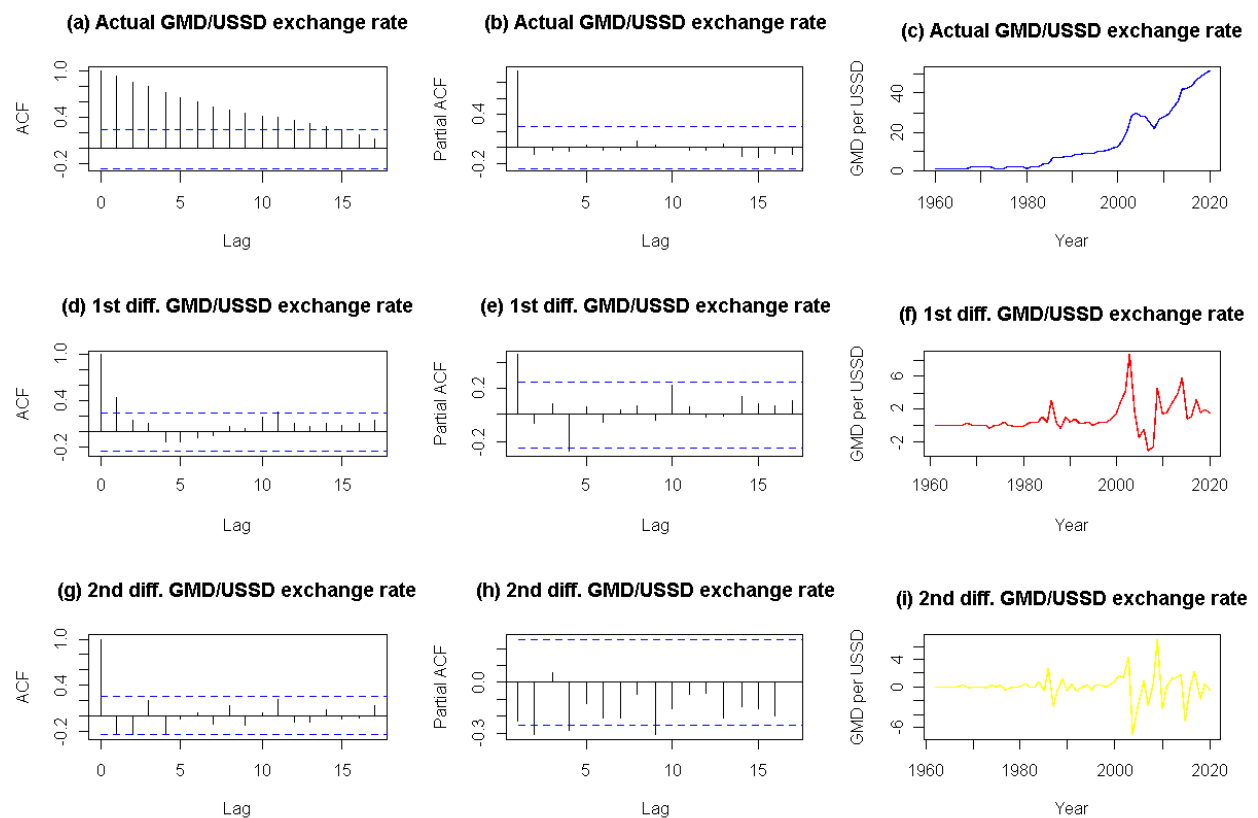 (a) Actual GMD/USSD exchange rate
ACF
1.0
0.4
-0.2
0 5 10 15
Lag
(b) Actual GMD/USSD exchange rate
Partial ACF
0.4
-0.2
5 10 15
Lag
(c) Actual GMD/USSD exchange rate
GMD per USSD
40
20
0
1960 1980 2000 2020
Year
(d) 1st diff. GMD/USSD exchange rate
ACF
1.0
0.4
-0.2
0 5 10 15
Lag
(e) 1st diff. GMD/USSD exchange rate
Partial ACF
0.2
-0.2
5 10 15
Lag
(f) 1st diff. GMD/USSD exchange rate
GMD per USSD
6
2
-2
1960 1980 2000 2020
Year
(g) 2nd diff. GMD/USSD exchange rate
ACF
1.0
0.4
-0.2
0 5 10 15
Lag
(h) 2nd diff. GMD/USSD exchange rate
Partial ACF
0.0
-0.3
5 10 15
Lag
(i) 2nd diff. GMD/USSD exchange rate
GMD per USSD
4
0
-6
1960 1980 2000 2020
Year